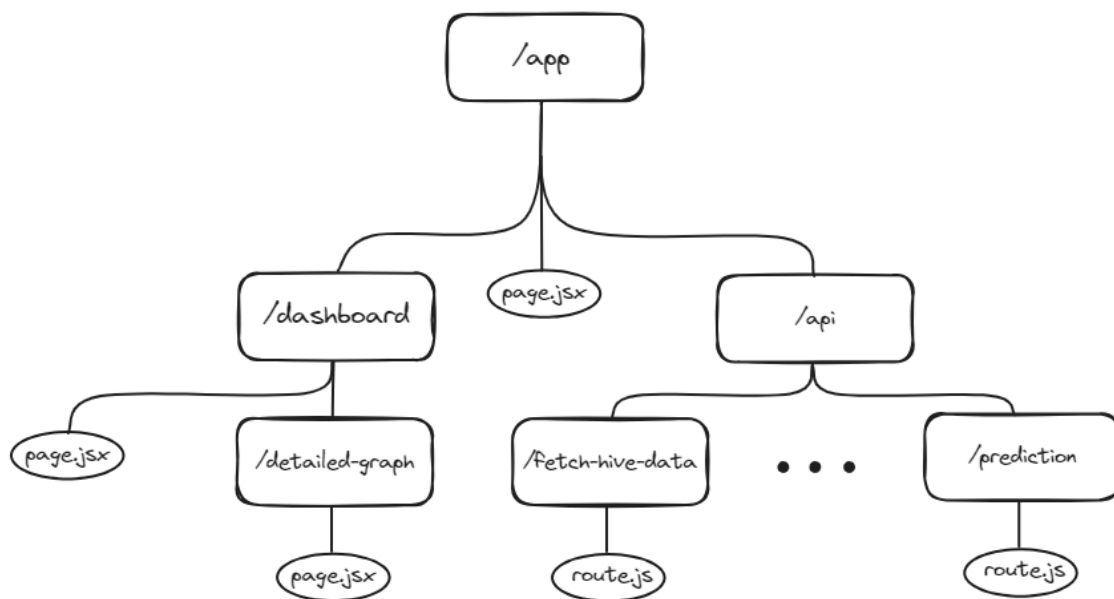 /app
page.jsx
/dashboard
/api
page.jsx
/detailed-graph
/fetch-hive-data
/prediction
page.jsx
route.js
route.js